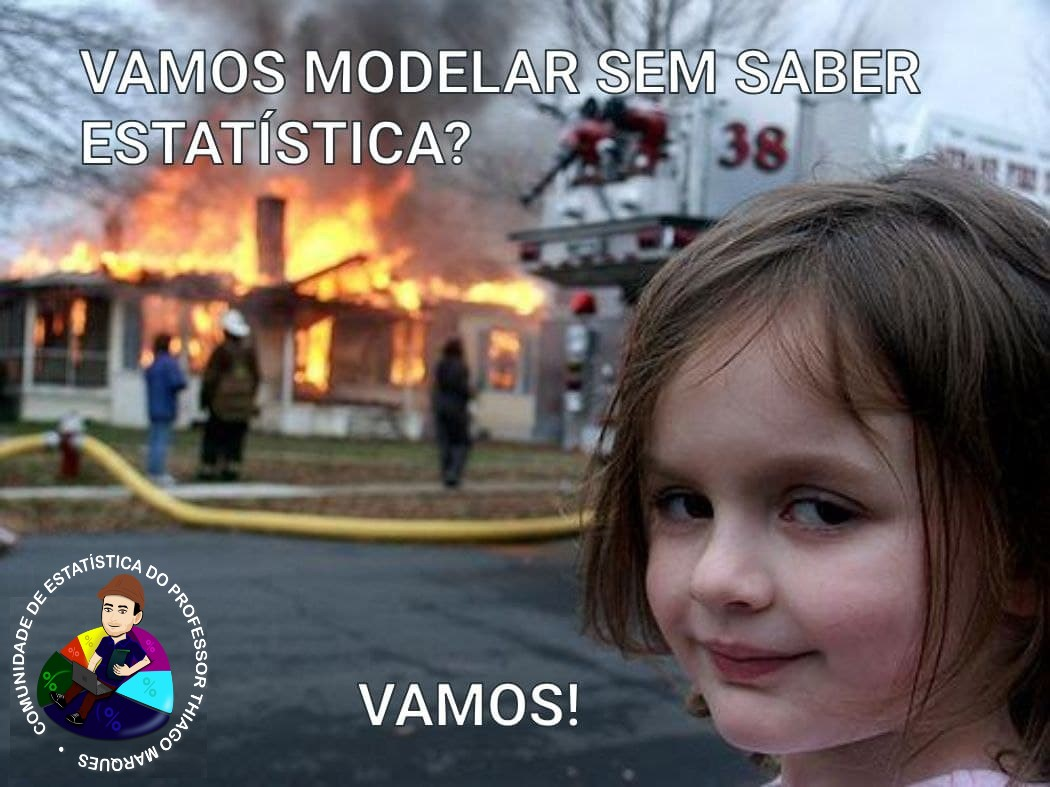 VAMOS MODELAR SEM SABER
ESTATÍSTICA?
38
VAMOS!
COMUNIDADE DE ESTATÍSTICA DO PROFESSOR THIAGO MARQUES •